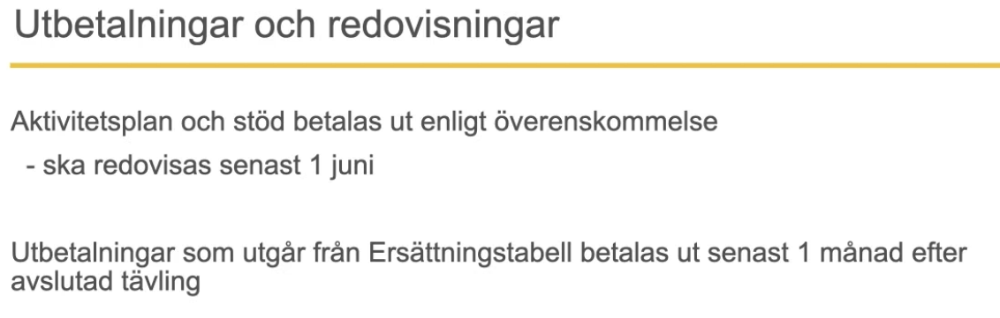 Utbetalningar och redovisningar
Aktivitetsplan och stöd betalas ut enligt överenskommelse
- ska redovisas senast 1 juni
Utbetalningar som utgår från Ersättningstabell betalas ut senast 1 månad efter
avslutad tävling